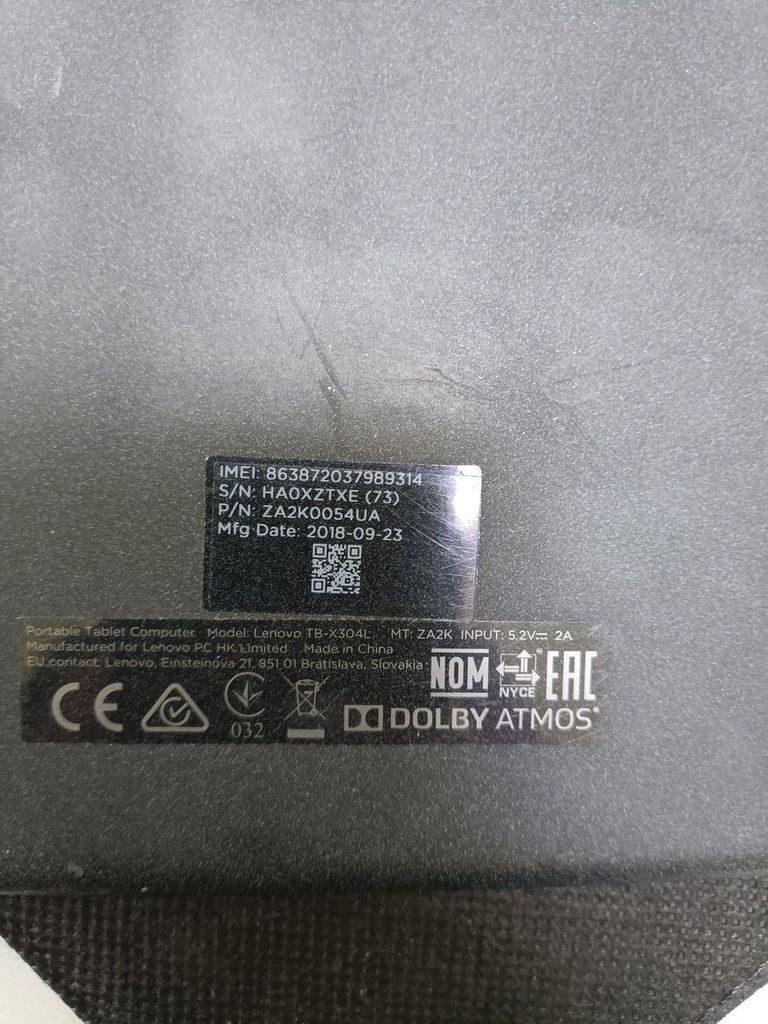 IMEI: 863872037989314
S/N: HA0XZTXE (73)
P/N: ZA2K0054UA
Mfg Date: 2018-09-23
Portable Tablet Computer Model: Lenovo TB-X304L MT: ZA2K INPUT: 5.2V⎓ 2A
Manufactured for Lenovo PC HK Limited Made in China
EU contact: Lenovo, Einsteinova 21, 851 01 Bratislava, Slovakia
NOM NYCE EAC
CE 032 DOLBY ATMOS®